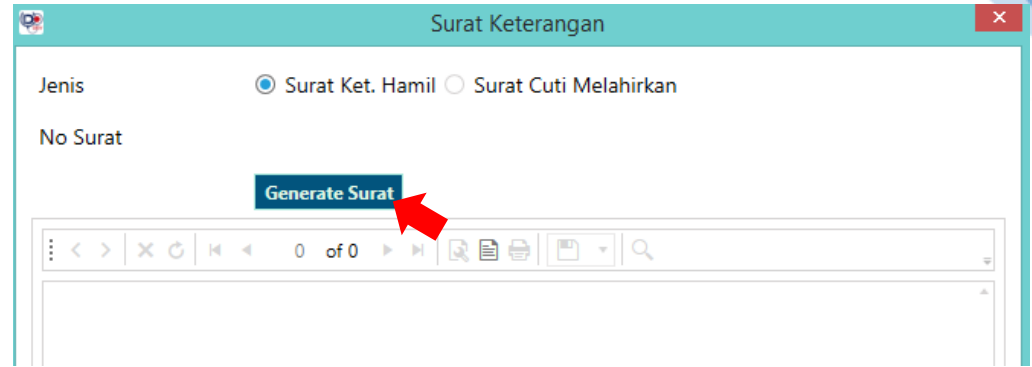 Surat Keterangan
Jenis Surat Ket. Hamil Surat Cuti Melahirkan
No Surat
Generate Surat
0 of 0